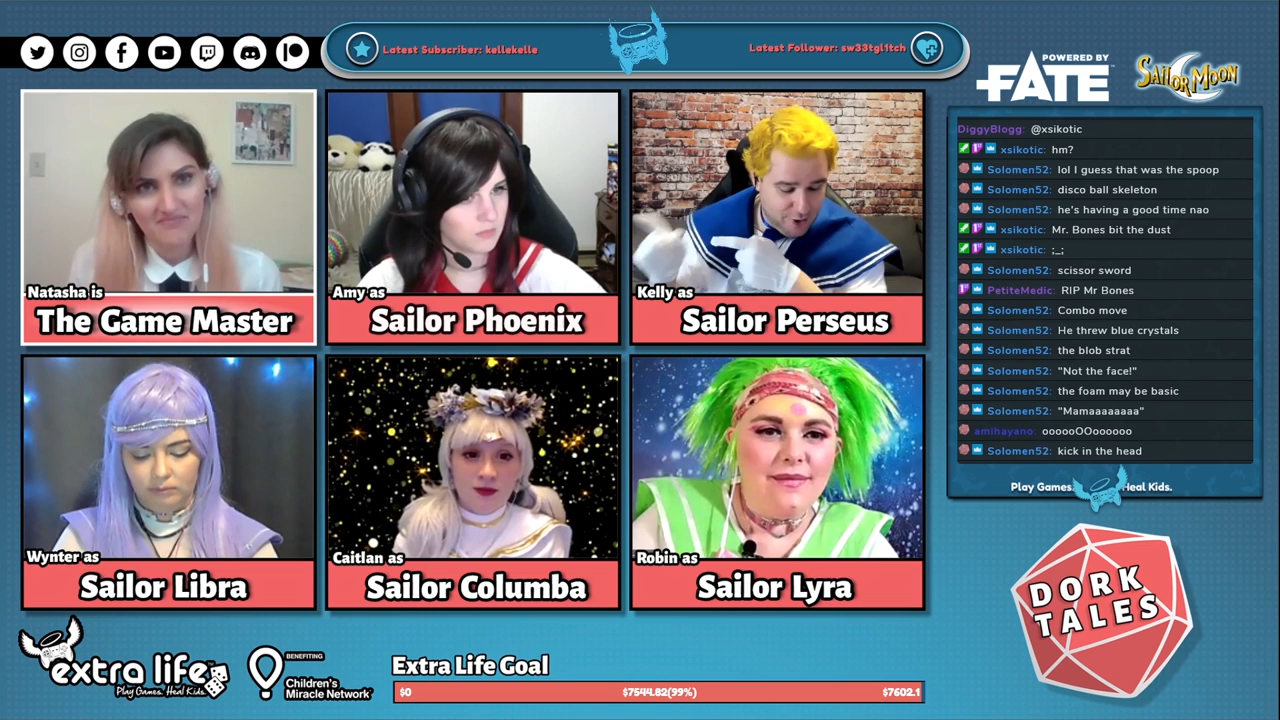 Latest Subscriber: kellekelle
Latest Follower: sw33tgl1tch
POWERED BY
FATE
SAILOR MOON
Natasha is
The Game Master
Amy as
Sailor Phoenix
Kelly as
Sailor Perseus
Wynter as
Sailor Libra
Caitlan as
Sailor Columba
Robin as
Sailor Lyra
DiggyBlogg: @xsikotic
xsikotic: hm?
Solomen52: lol I guess that was the spoop
Solomen52: disco ball skeleton
Solomen52: he's having a good time nao
xsikotic: Mr. Bones bit the dust
xsikotic: ;_;
Solomen52: scissor sword
PetiteMedic: RIP Mr Bones
Solomen52: Combo move
Solomen52: He threw blue crystals
Solomen52: the blob strat
Solomen52: "Not the face!"
Solomen52: the foam may be basic
Solomen52: "Mamaaaaaaaa"
amihayano: oooooOOoooooo
Solomen52: kick in the head
Play Games. Heal Kids.
DORK
TALES
extra life
Play Games. Heal Kids.
BENEFITING
Children's
Miracle Network
Extra Life Goal
$0
$7544.82(99%)
$7602.1